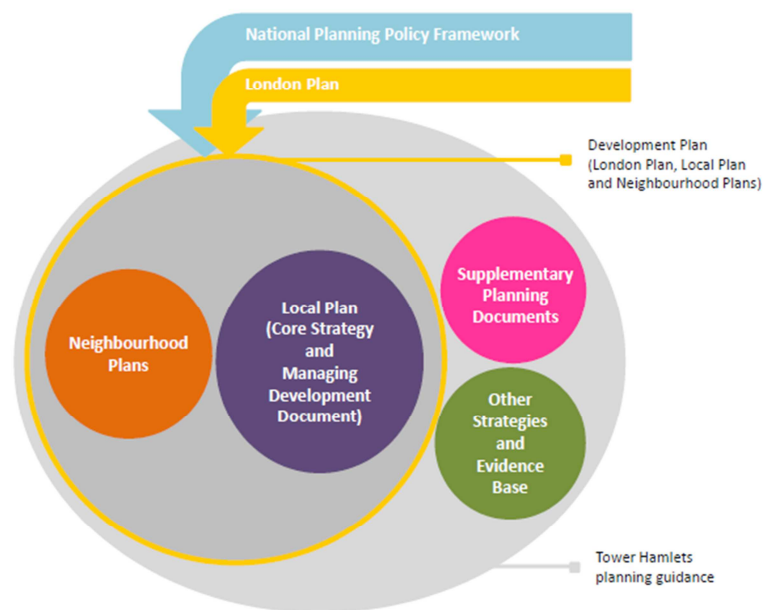 National Planning Policy Framework
London Plan
Development Plan
(London Plan, Local Plan
and Neighbourhood Plans)
Supplementary
Planning
Documents
Neighbourhood
Plans
Local Plan
(Core Strategy
and
Managing
Development
Document)
Other
Strategies
and
Evidence
Base
Tower Hamlets
planning guidance